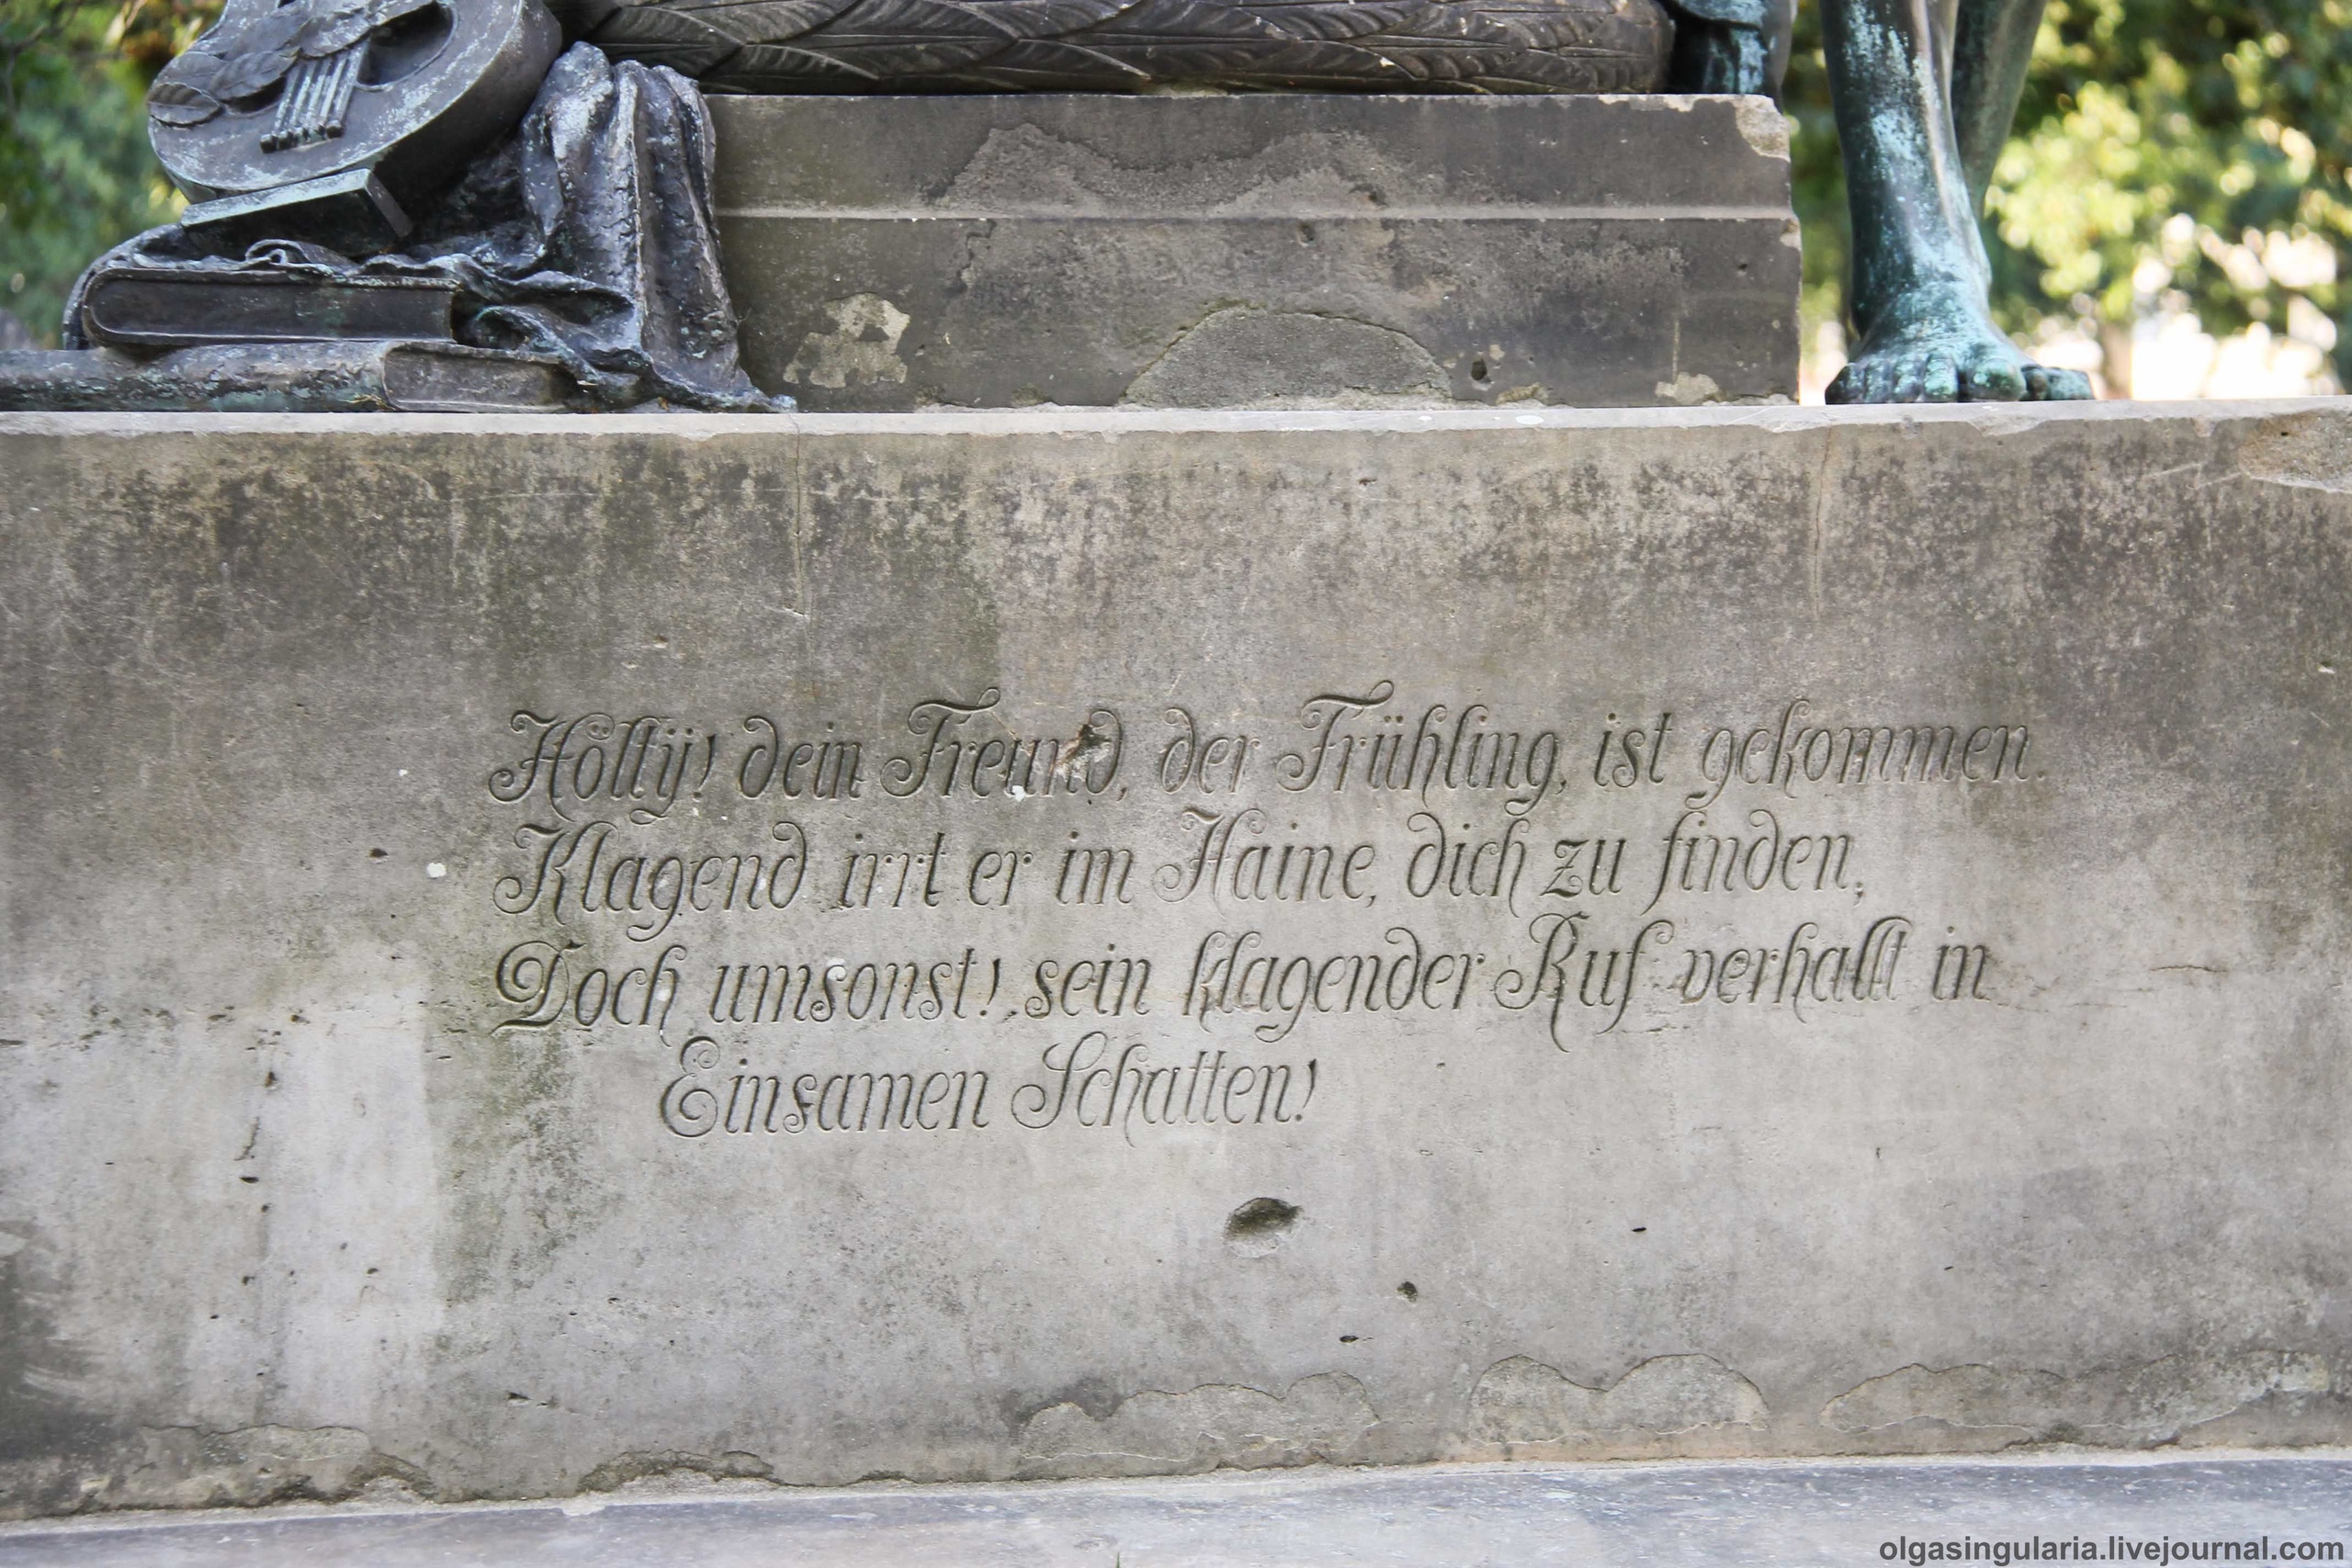 Hölty! dein Freund, der Frühling, ist gekommen.
Klagend irrt er im Haine, dich zu finden;
Doch umsonst! sein klagender Ruf verhallt in
Einsamen Schatten!
olgasingularia.livejournal.com